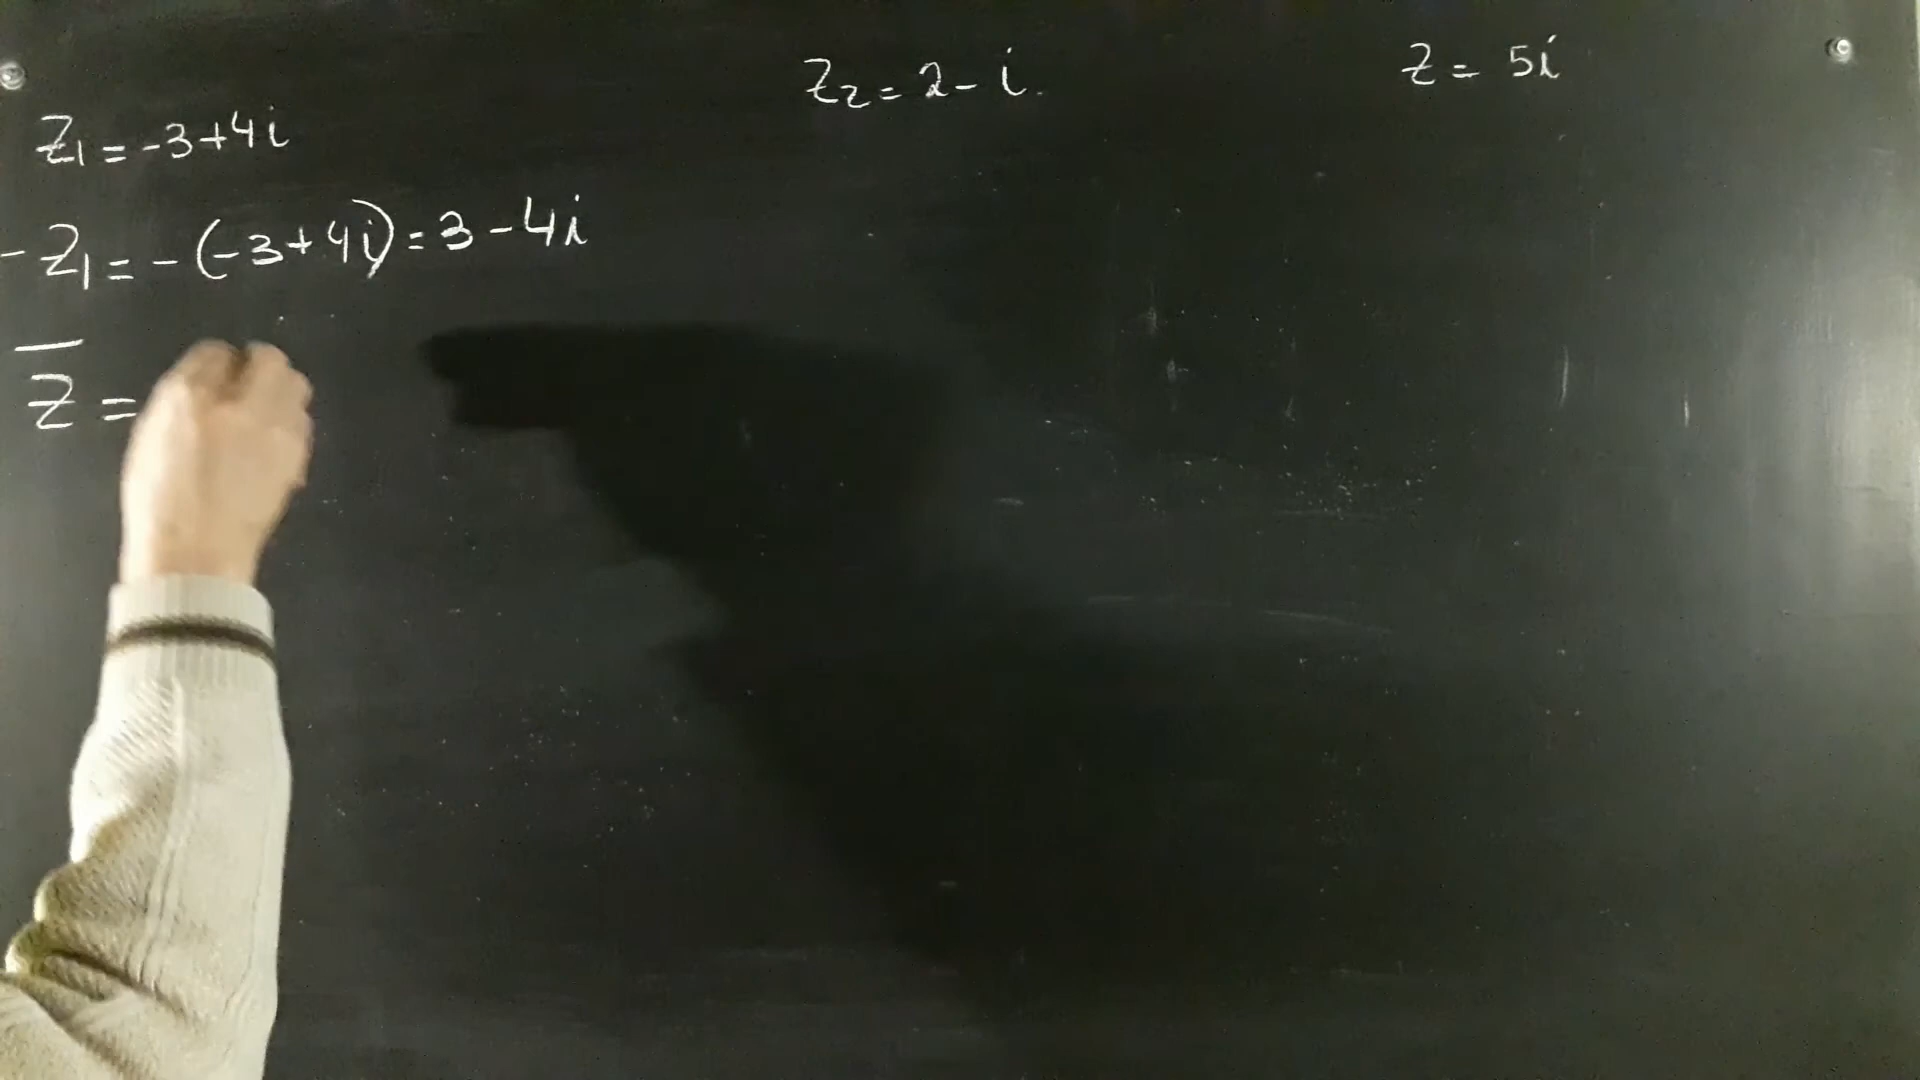 Z₁ = -3+4i
Z₂ = 2 - i.
Z = 5i
-Z₁ = -(-3+4i) = 3 - 4i
Z̅ =